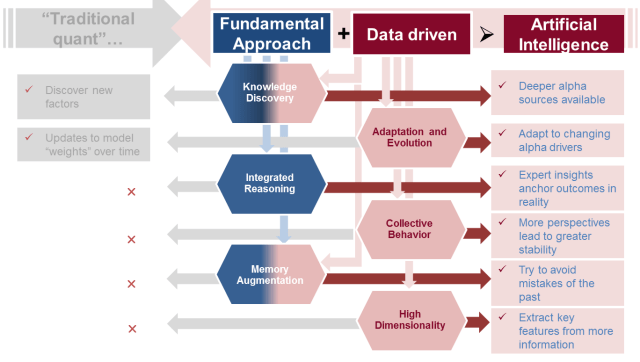 “Traditional
quant”...
Fundamental
Approach
+
Data driven
Artificial
Intelligence
Discover new
factors
Knowledge
Discovery
Deeper alpha
sources available
Updates to model
“weights” over time
Adaptation and
Evolution
Adapt to changing
alpha drivers
Integrated
Reasoning
Expert insights
anchor outcomes in
reality
Collective
Behavior
More perspectives
lead to greater
stability
Memory
Augmentation
Try to avoid
mistakes of the
past
High
Dimensionality
Extract key
features from more
information